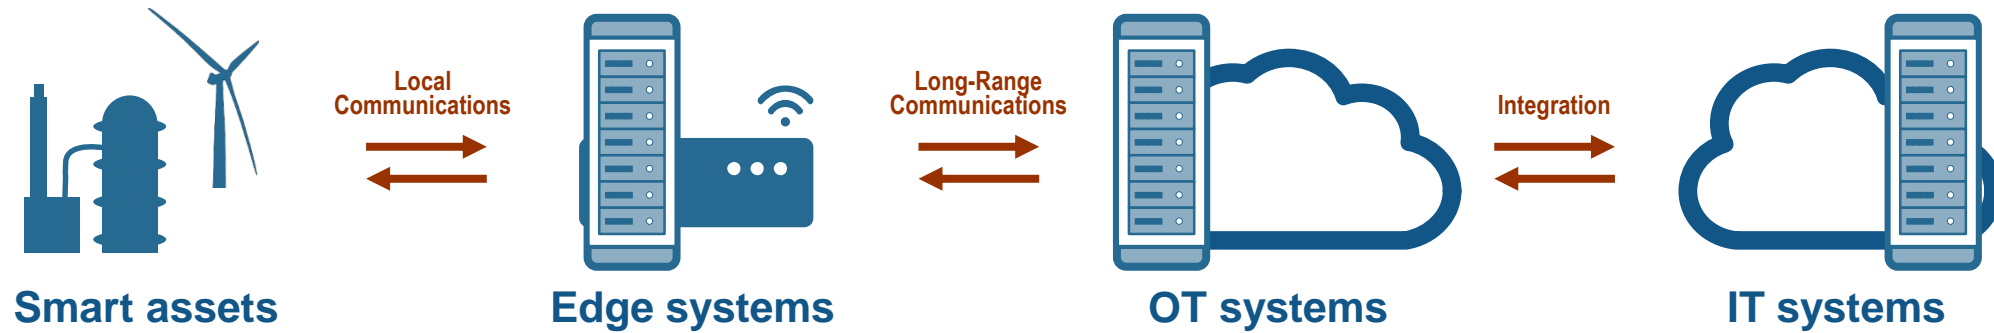 Local
Communications
Long-Range
Communications
Integration
Smart assets
Edge systems
OT systems
IT systems